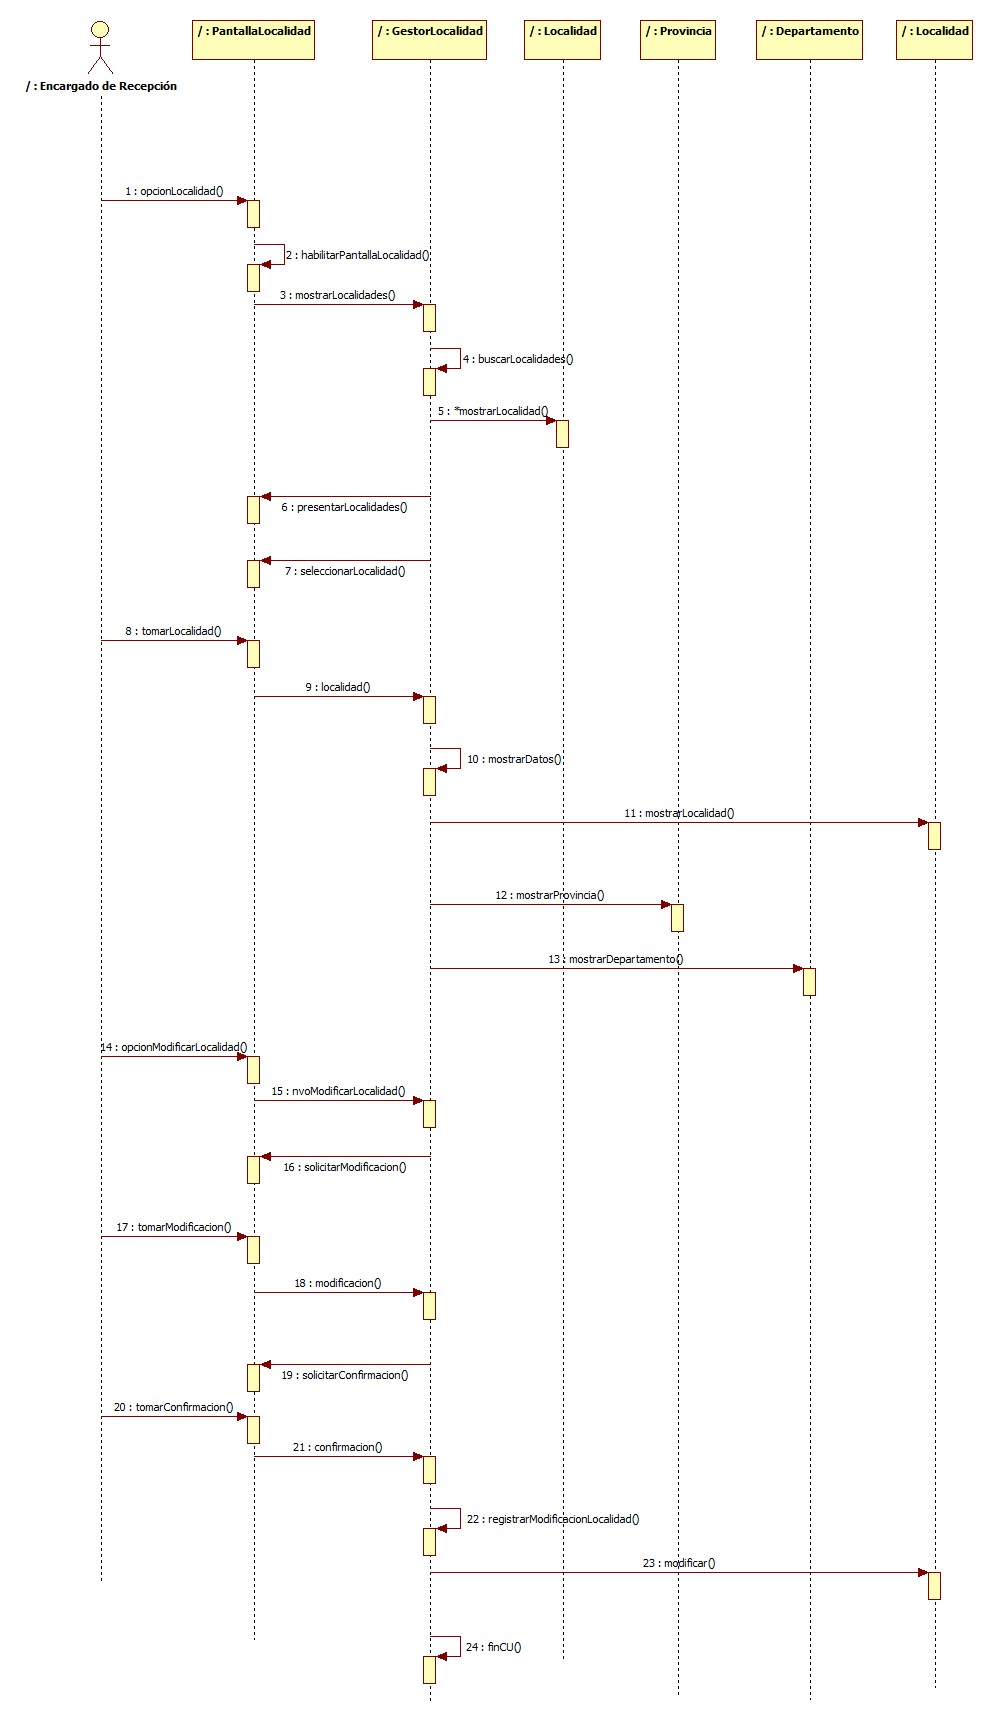 / : PantallaLocalidad
/ : GestorLocalidad
/ : Localidad
/ : Provincia
/ : Departamento
/ : Localidad
/ : Encargado de Recepción
1 : opcionLocalidad()
2 : habilitarPantallaLocalidad()
3 : mostrarLocalidades()
4 : buscarLocalidades()
5 : *mostrarLocalidad()
6 : presentarLocalidades()
7 : seleccionarLocalidad()
8 : tomarLocalidad()
9 : localidad()
10 : mostrarDatos()
11 : mostrarLocalidad()
12 : mostrarProvincia()
13 : mostrarDepartamento()
14 : opcionModificarLocalidad()
15 : nvoModificarLocalidad()
16 : solicitarModificacion()
17 : tomarModificacion()
18 : modificacion()
19 : solicitarConfirmacion()
20 : tomarConfirmacion()
21 : confirmacion()
22 : registrarModificacionLocalidad()
23 : modificar()
24 : finCU()